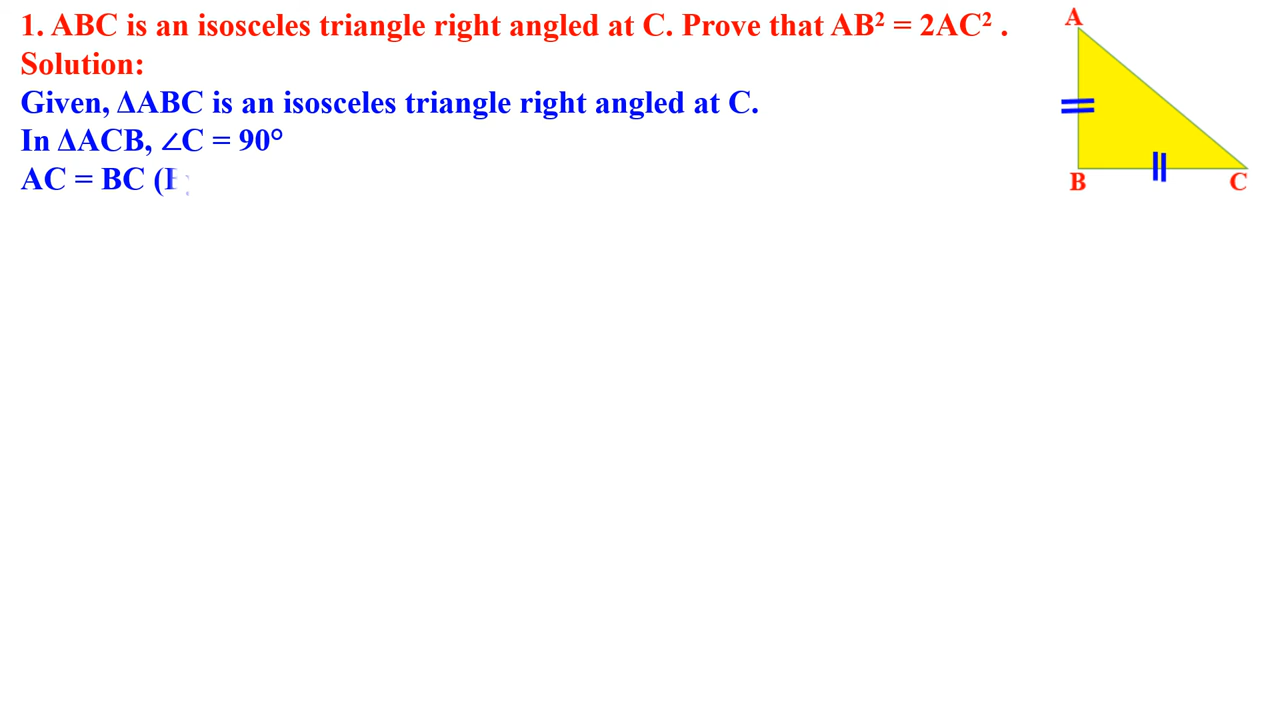 1. ABC is an isosceles triangle right angled at C. Prove that AB² = 2AC² .
Solution:
Given, ΔABC is an isosceles triangle right angled at C.
In ΔACB, ∠C = 90°
AC = BC (
A
B
C